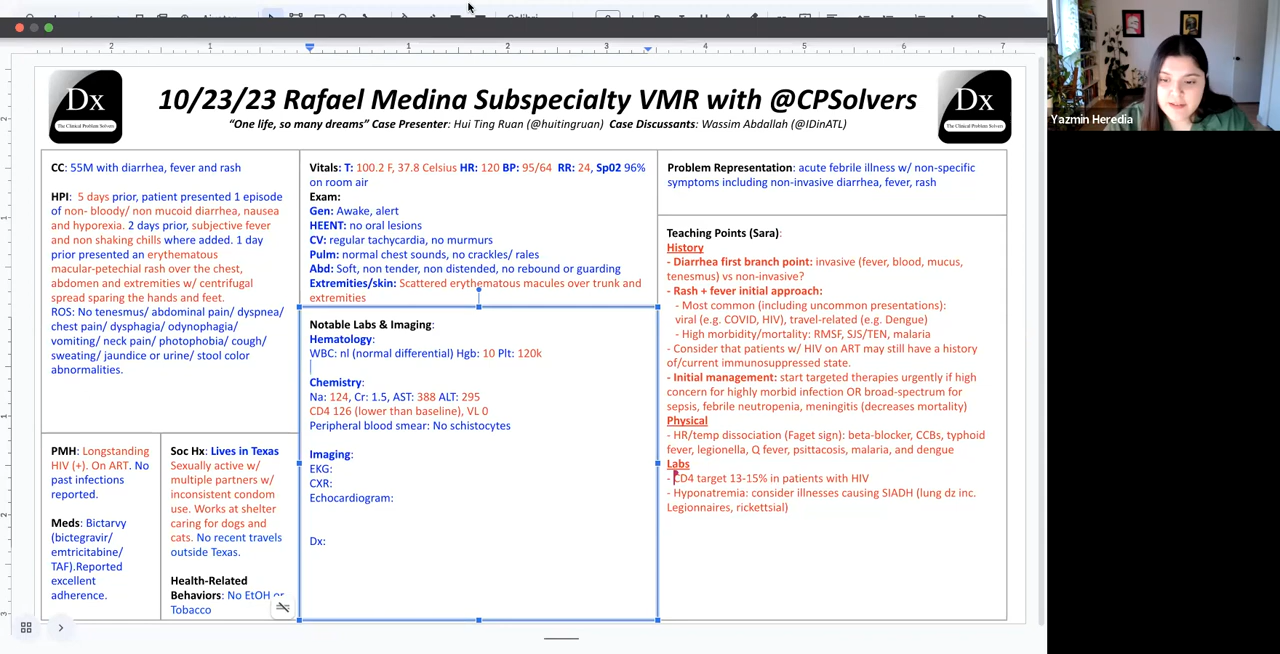 2 1 1 2 3 4 5 6 7
Dx
The Clinical Problem Solvers
10/23/23 Rafael Medina Subspecialty VMR with @CPSolvers
“One life, so many dreams” Case Presenter: Hui Ting Ruan (@huitingruan) Case Discussants: Wassim Abdallah (@IDinATL)
Dx
The Clinical Problem Solvers
CC: 55M with diarrhea, fever and rash
HPI: 5 days prior, patient presented 1 episode
of non- bloody/ non mucoid diarrhea, nausea
and hyporexia. 2 days prior, subjective fever
and non shaking chills where added. 1 day
prior presented an erythematous
macular-petechial rash over the chest,
abdomen and extremities w/ centrifugal
spread sparing the hands and feet.
ROS: No tenesmus/ abdominal pain/ dyspnea/
chest pain/ dysphagia/ odynophagia/
vomiting/ neck pain/ photophobia/ cough/
sweating/ jaundice or urine/ stool color
abnormalities.
PMH: Longstanding
HIV (+). On ART. No
past infections
reported.
Meds: Bictarvy
(bictegravir/
emtricitabine/
TAF).Reported
excellent
adherence.
Soc Hx: Lives in Texas
Sexually active w/
multiple partners w/
inconsistent condom
use. Works at shelter
caring for dogs and
cats. No recent travels
outside Texas.
Health-Related
Behaviors: No EtOH or
Tobacco
Vitals: T: 100.2 F, 37.8 Celsius HR: 120 BP: 95/64 RR: 24, Sp02 96%
on room air
Exam:
Gen: Awake, alert
HEENT: no oral lesions
CV: regular tachycardia, no murmurs
Pulm: normal chest sounds, no crackles/ rales
Abd: Soft, non tender, non distended, no rebound or guarding
Extremities/skin: Scattered erythematous macules over trunk and
extremities
Notable Labs & Imaging:
Hematology:
WBC: nl (normal differential) Hgb: 10 Plt: 120k
Chemistry:
Na: 124, Cr: 1.5, AST: 388 ALT: 295
CD4 126 (lower than baseline), VL 0
Peripheral blood smear: No schistocytes
Imaging:
EKG:
CXR:
Echocardiogram:
Dx:
Problem Representation: acute febrile illness w/ non-specific
symptoms including non-invasive diarrhea, fever, rash
Teaching Points (Sara):
History
- Diarrhea first branch point: invasive (fever, blood, mucus,
tenesmus) vs non-invasive?
- Rash + fever initial approach:
- Most common (including uncommon presentations):
viral (e.g. COVID, HIV), travel-related (e.g. Dengue)
- High morbidity/mortality: RMSF, SJS/TEN, malaria
- Consider that patients w/ HIV on ART may still have a history
of/current immunosuppressed state.
- Initial management: start targeted therapies urgently if high
concern for highly morbid infection OR broad-spectrum for
sepsis, febrile neutropenia, meningitis (decreases mortality)
Physical
- HR/temp dissociation (Faget sign): beta-blocker, CCBs, typhoid
fever, legionella, Q fever, psittacosis, malaria, and dengue
Labs
- CD4 target 13-15% in patients with HIV
- Hyponatremia: consider illnesses causing SIADH (lung dz inc.
Legionnaires, rickettsial)
Yazmin Heredia